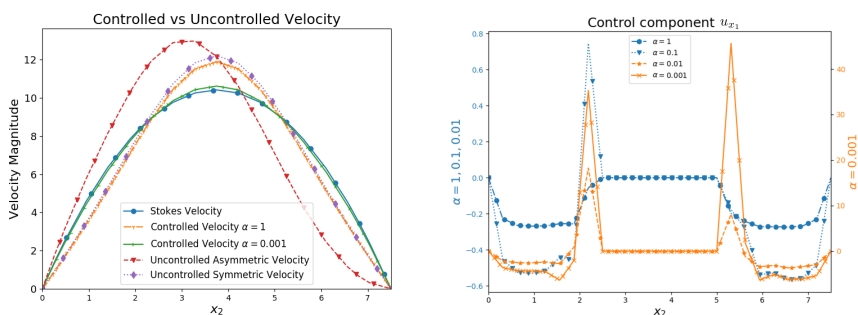 Controlled vs Uncontrolled Velocity
12
10
8
6
4
2
0
Velocity Magnitude
Stokes Velocity
Controlled Velocity α = 1
Controlled Velocity α = 0.001
Uncontrolled Asymmetric Velocity
Uncontrolled Symmetric Velocity
0 1 2 3 4 5 6 7
x₂
Control component u_{x₁}
0.8
0.6
0.4
0.2
0.0
−0.2
−0.4
−0.6
α = 1, 0.1, 0.01
α = 1
α = 0.1
α = 0.01
α = 0.001
40
30
20
10
0
α = 0.001
0 1 2 3 4 5 6 7
x₂